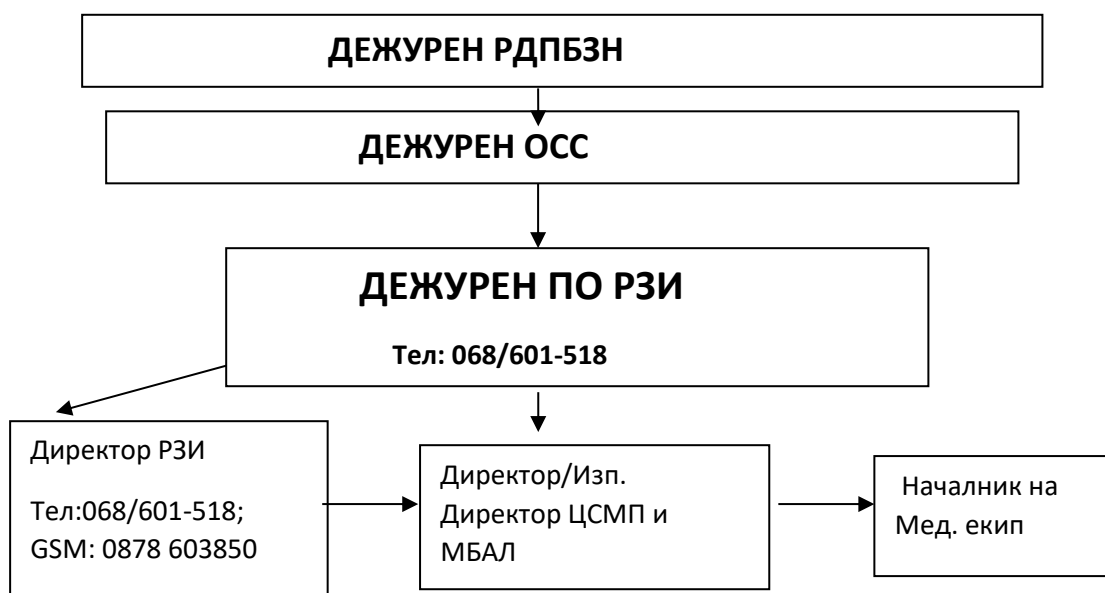 ДЕЖУРЕН РДПБЗН
ДЕЖУРЕН ОСС
ДЕЖУРЕН ПО РЗИ
Тел: 068/601-518
Директор РЗИ
Тел:068/601-518;
GSM: 0878 603850
Директор/Изп.
Директор ЦСМП и
МБАЛ
Началник на
Мед. екип